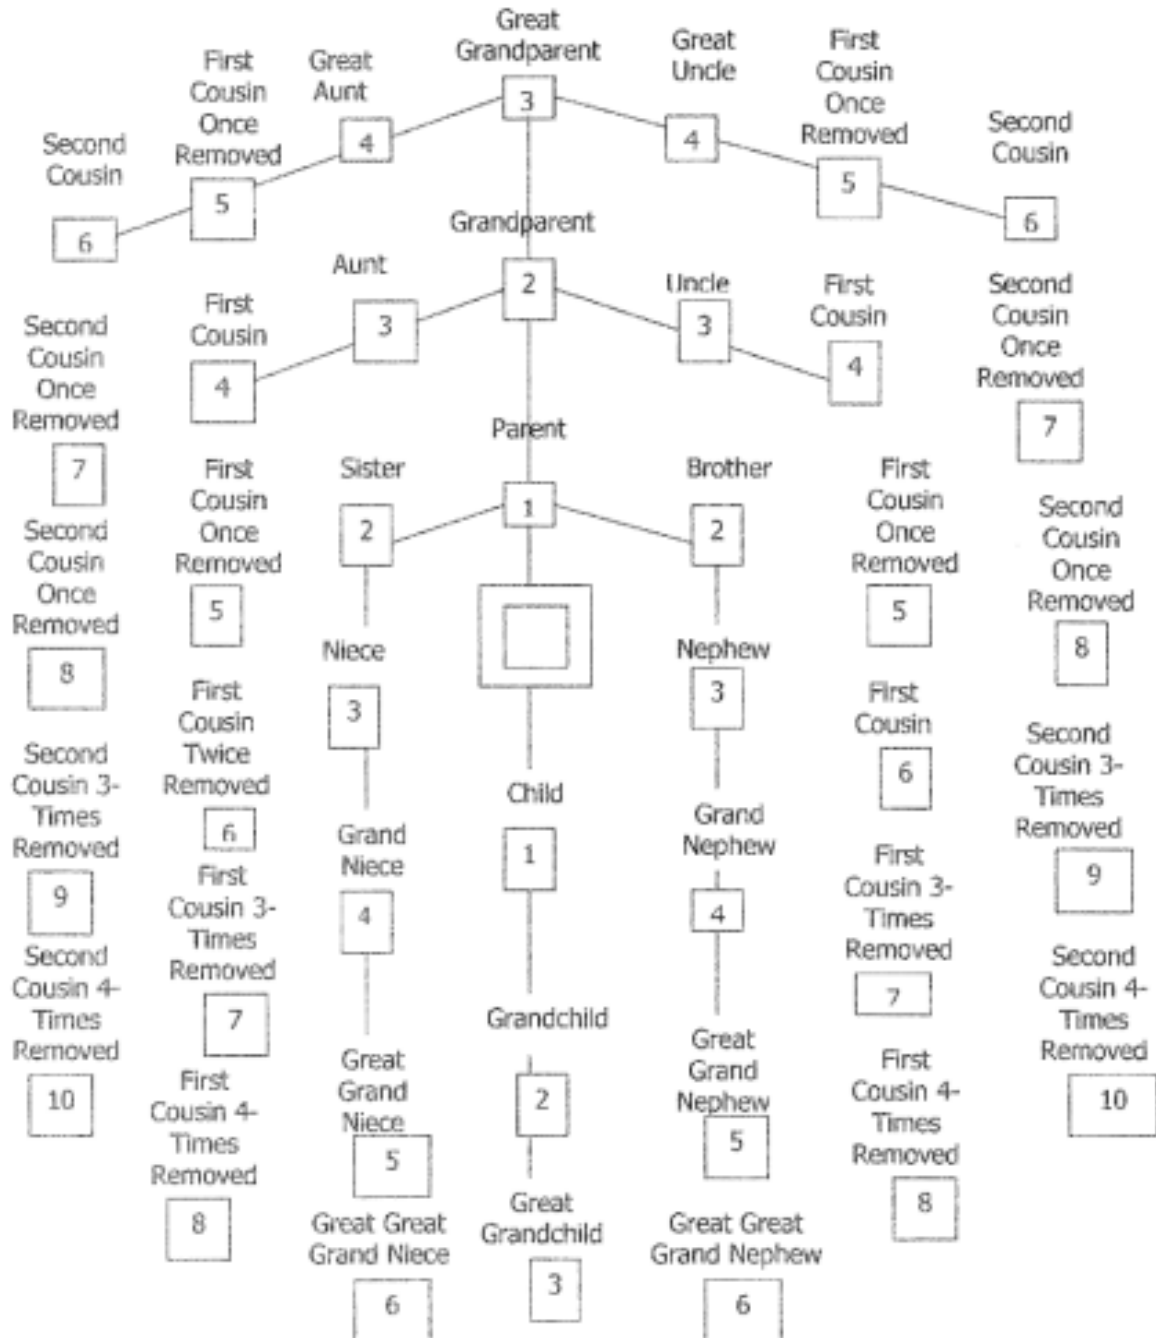 Great
Grandparent
3
Great
Aunt
4
First
Cousin
Once
Removed
5
Second
Cousin
6
Great
Uncle
4
First
Cousin
Once
Removed
5
Second
Cousin
6
Grandparent
2
Aunt
3
First
Cousin
4
Uncle
3
First
Cousin
4
Second
Cousin
Once
Removed
7
Second
Cousin
Once
Removed
7
Parent
1
Sister
2
Brother
2
First
Cousin
Once
Removed
5
First
Cousin
Once
Removed
5
Second
Cousin
Once
Removed
8
Second
Cousin
Once
Removed
8
Niece
3
Nephew
3
First
Cousin
Twice
Removed
6
First
Cousin
6
Second
Cousin 3-
Times
Removed
9
Second
Cousin 3-
Times
Removed
9
Child
1
Grand
Niece
4
Grand
Nephew
4
First
Cousin 3-
Times
Removed
7
First
Cousin 3-
Times
Removed
7
Second
Cousin 4-
Times
Removed
10
Second
Cousin 4-
Times
Removed
10
Grandchild
2
Great
Grand
Niece
5
Great
Grand
Nephew
5
First
Cousin 4-
Times
Removed
8
First
Cousin 4-
Times
Removed
8
Great Great
Grand Niece
6
Great
Grandchild
3
Great Great
Grand Nephew
6